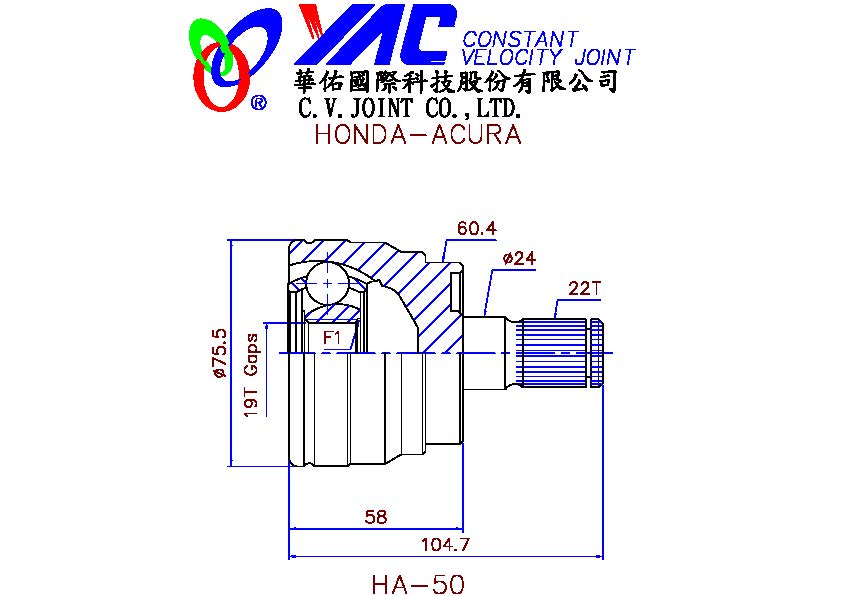 YAC CONSTANT
VELOCITY JOINT
®
華佑國際科技股份有限公司
C.V.JOINT CO.,LTD.
HONDA-ACURA
60.4
ø24
22T
ø75.5
19T Gaps
F1
58
104.7
HA-50